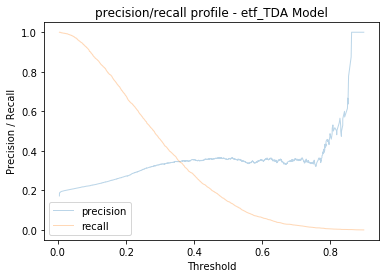 precision/recall profile - etf_TDA Model
Precision / Recall
1.0
0.8
0.6
0.4
0.2
0.0
precision
recall
0.0 0.2 0.4 0.6 0.8
Threshold